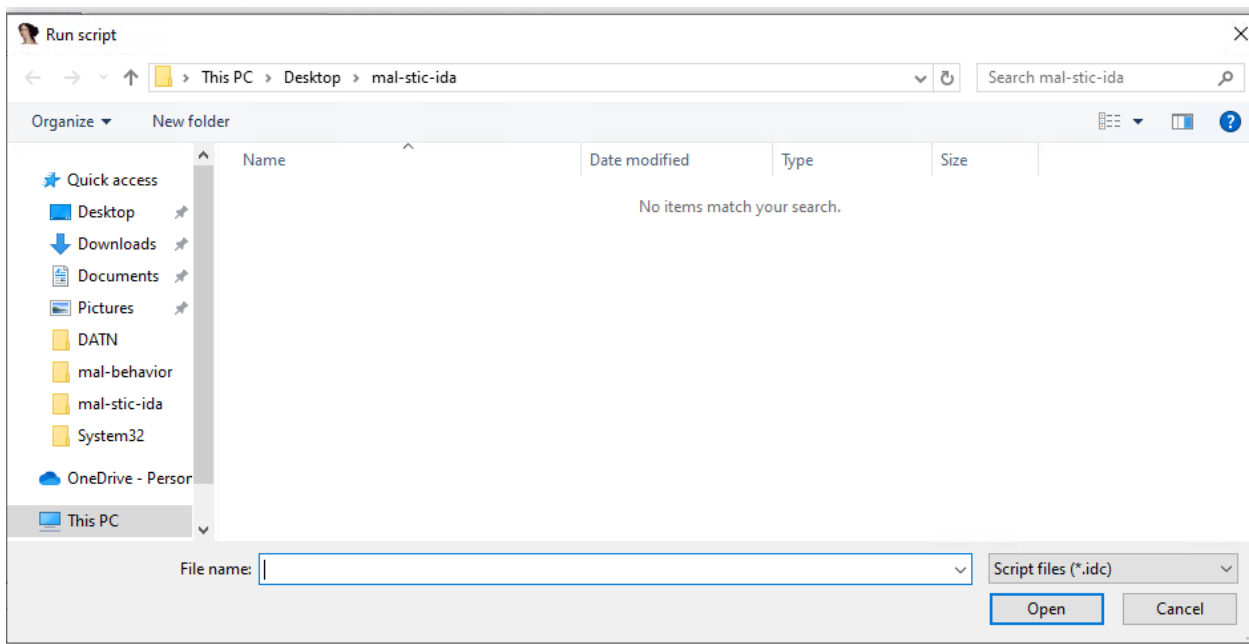 Run script
This PC > Desktop > mal-stic-ida
Search mal-stic-ida
Organize New folder
Name Date modified Type Size
No items match your search.
Quick access
Desktop
Downloads
Documents
Pictures
DATN
mal-behavior
mal-stic-ida
System32
OneDrive - Person
This PC
File name: Script files (*.idc)
Open Cancel